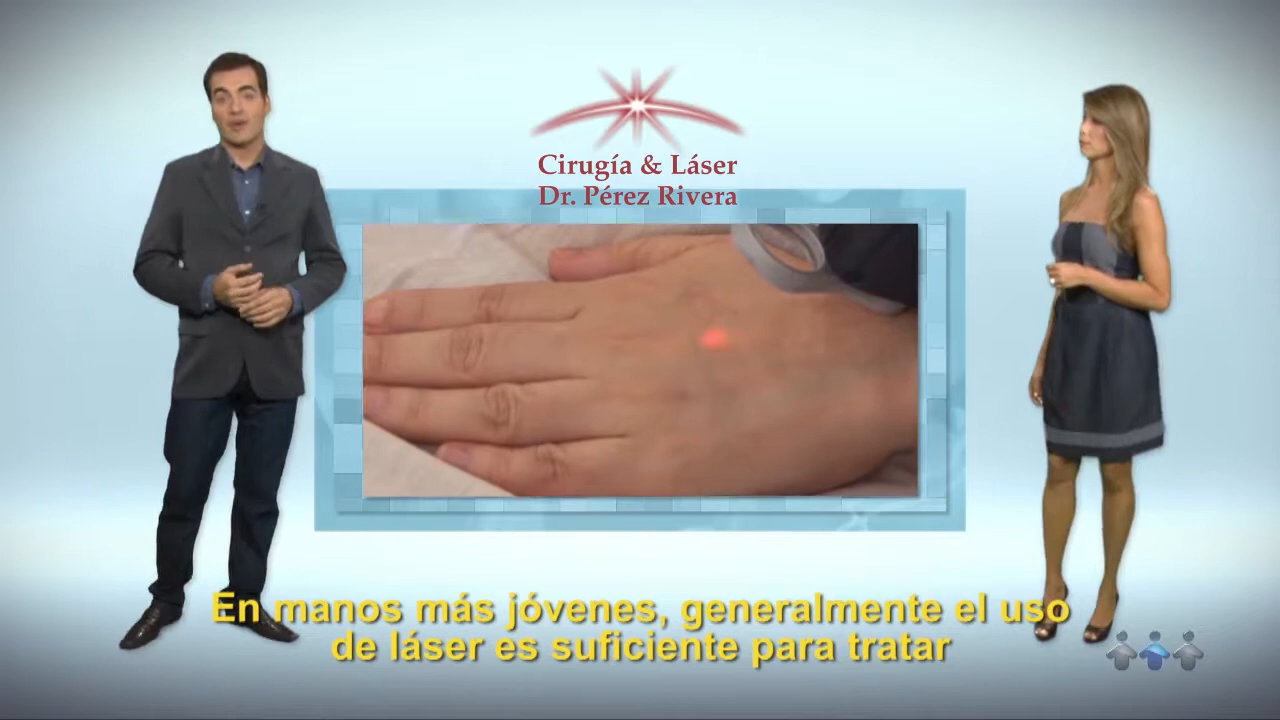 Cirugía & Láser
Dr. Pérez Rivera
En manos más jóvenes, generalmente el uso
de láser es suficiente para tratar